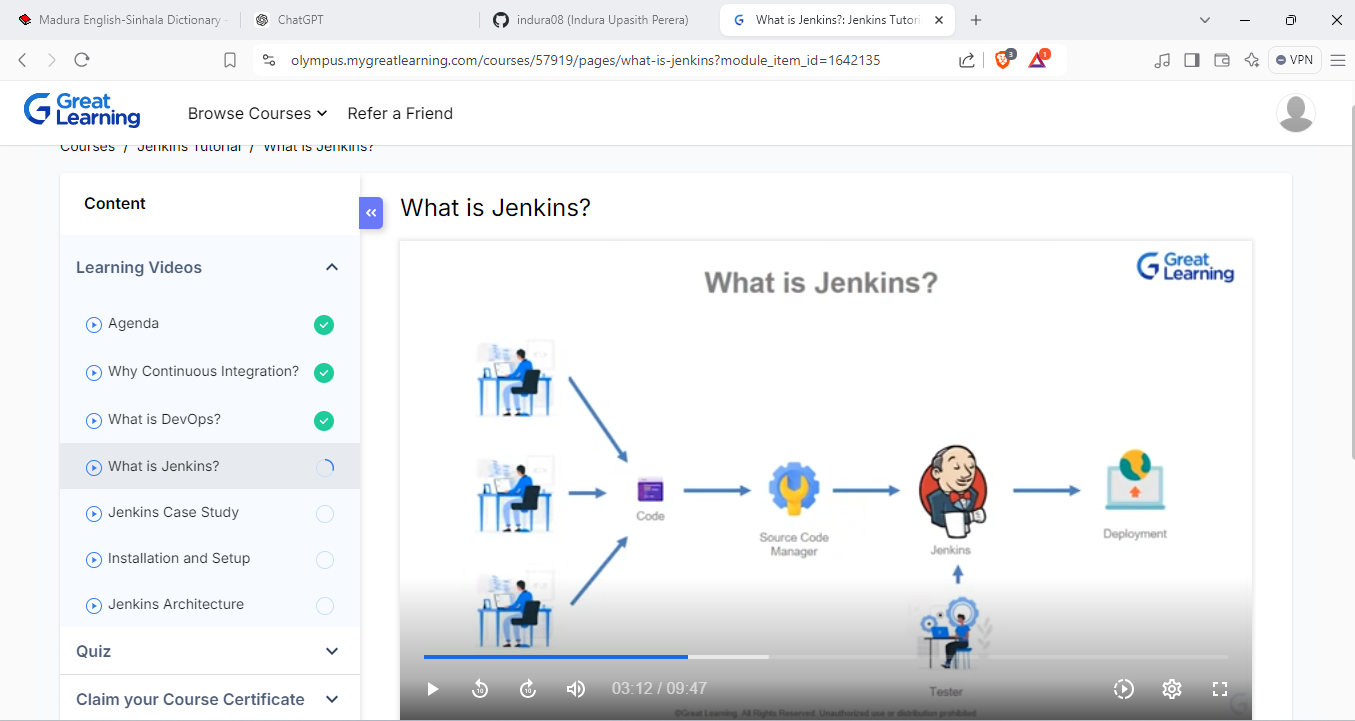 Madura English-Sinhala Dictionary -
ChatGPT
indura08 (Indura Upasith Perera)
What is Jenkins?: Jenkins Tutori
olympus.mygreatlearning.com/courses/57919/pages/what-is-jenkins?module_item_id=1642135
3
1
VPN
Great
Learning
Browse Courses
Refer a Friend
Courses / Jenkins Tutorial / What is Jenkins?
Content
Learning Videos
Agenda
Why Continuous Integration?
What is DevOps?
What is Jenkins?
Jenkins Case Study
Installation and Setup
Jenkins Architecture
Quiz
Claim your Course Certificate
What is Jenkins?
Great
Learning
What is Jenkins?
Code
Source Code
Manager
Jenkins
Deployment
Tester
10
10
03:12 / 09:47
©Great Learning. All Rights Reserved. Unauthorized use or distribution prohibited